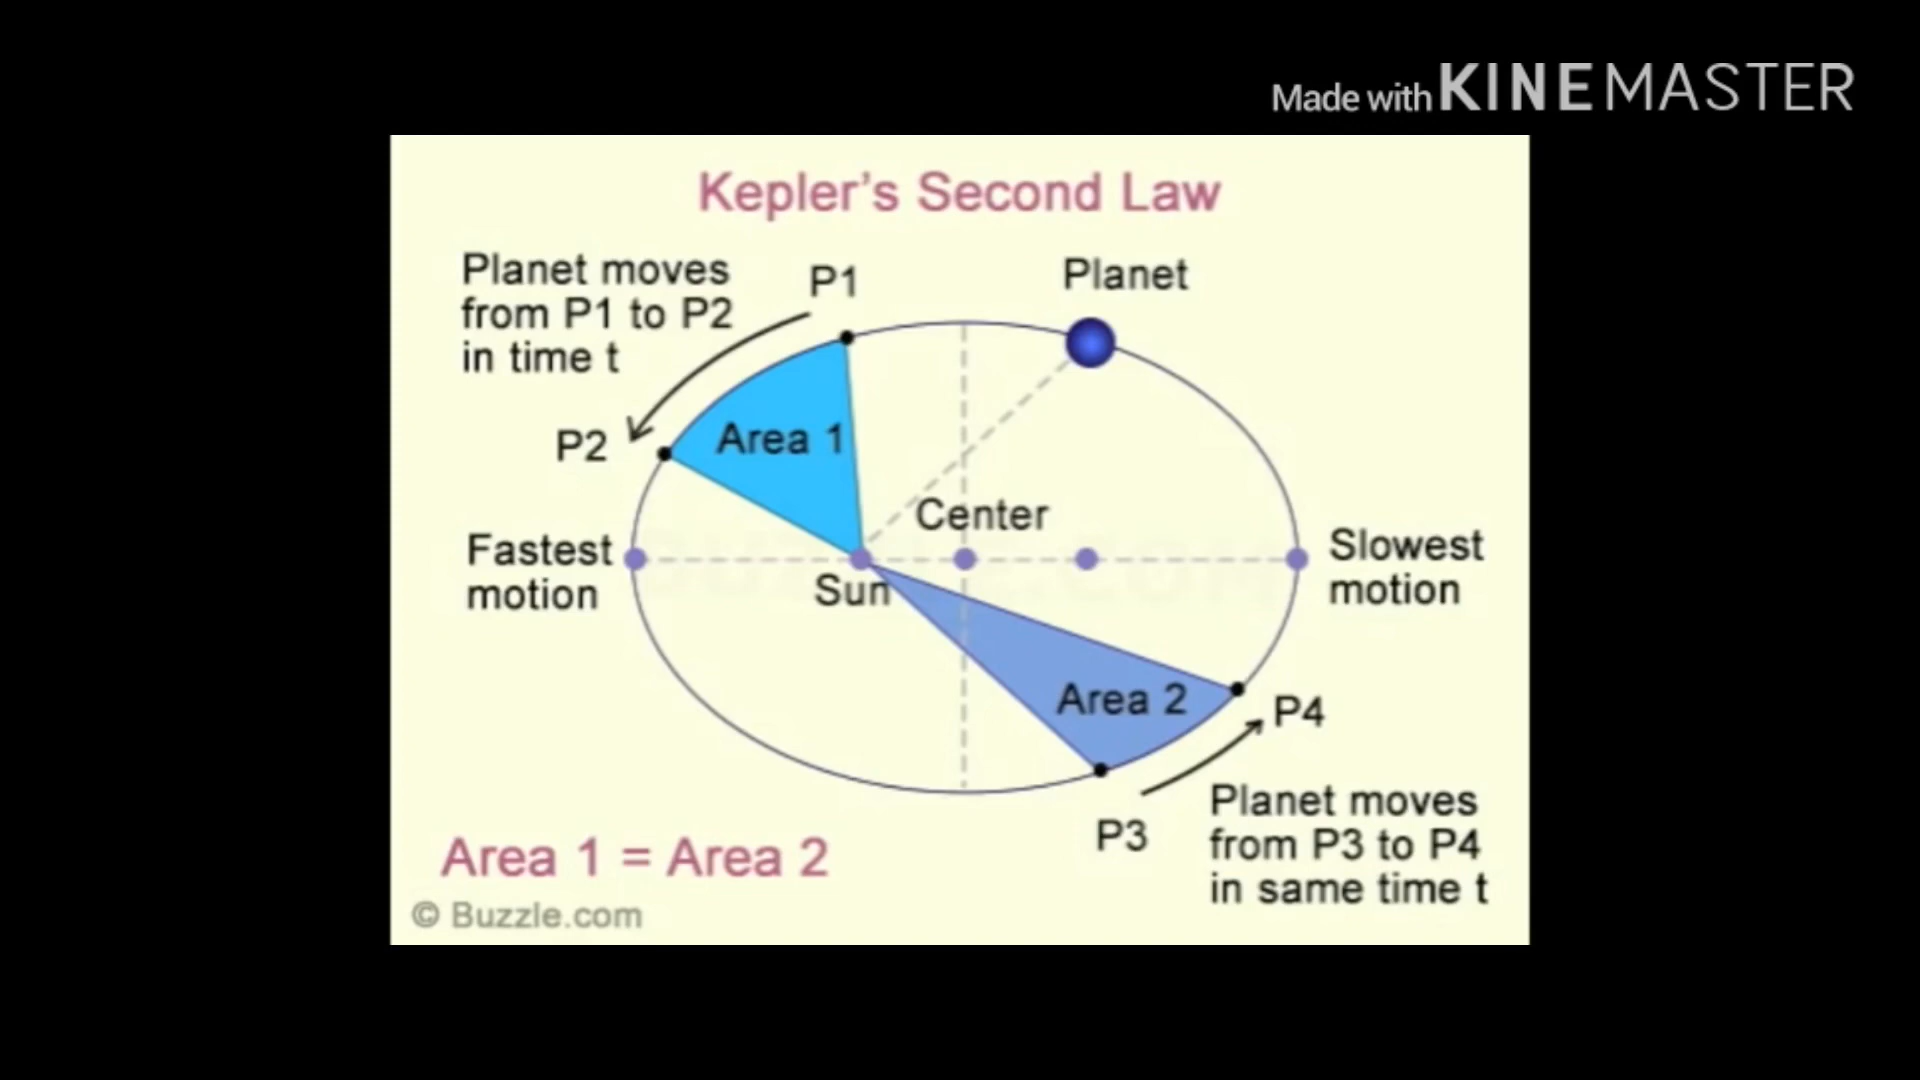 Made with KINEMASTER
Kepler's Second Law
Planet moves
from P1 to P2
in time t
P1
Planet
P2
Area 1
Center
Fastest
motion
Sun
Slowest
motion
Area 2
P4
P3
Planet moves
from P3 to P4
in same time t
Area 1 = Area 2
© Buzzle.com